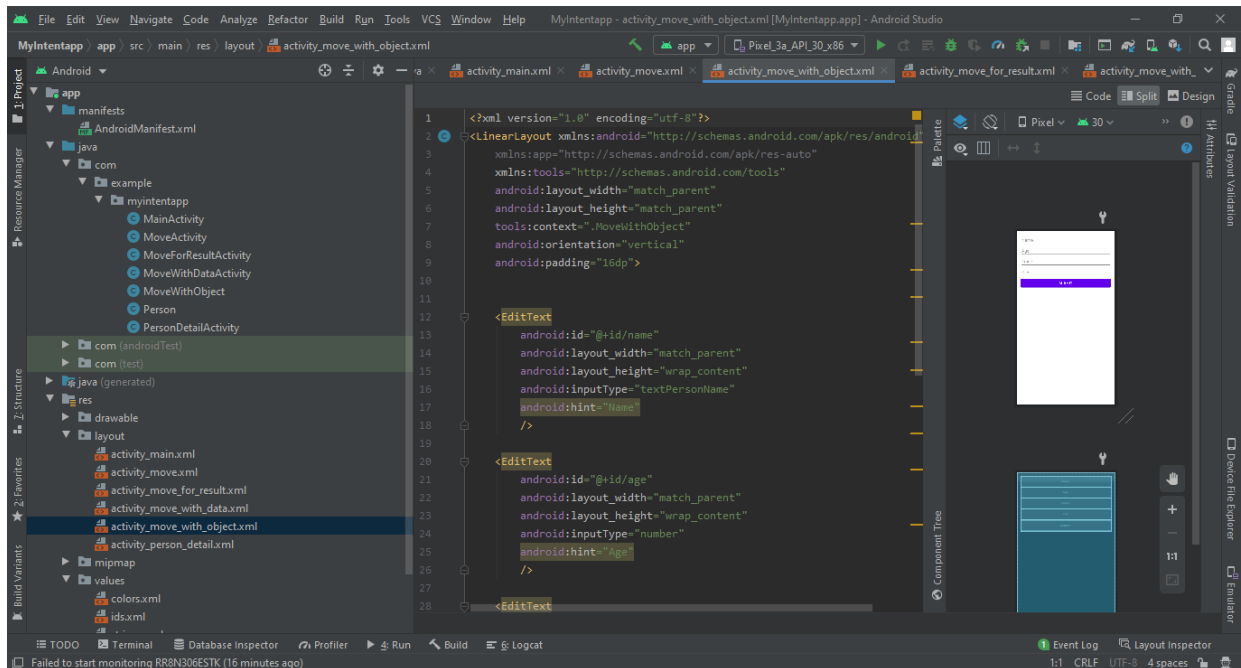 File Edit View Navigate Code Analyze Refactor Build Run Tools VCS Window Help MyIntentapp - activity_move_with_object.xml [MyIntentapp.app] - Android Studio
MyIntentapp app src main res layout activity_move_with_object.xml app Pixel_3a_API_30_x86
Android activity_main.xml activity_move.xml activity_move_with_object.xml activity_move_for_result.xml activity_move_with_
Code Split Design
1: Project
Resource Manager
7: Structure
2: Favorites
Build Variants
app
manifests
AndroidManifest.xml
java
com
example
myintentapp
MainActivity
MoveActivity
MoveForResultActivity
MoveWithDataActivity
MoveWithObject
Person
PersonDetailActivity
com (androidTest)
com (test)
java (generated)
res
drawable
layout
activity_main.xml
activity_move.xml
activity_move_for_result.xml
activity_move_with_data.xml
activity_move_with_object.xml
activity_person_detail.xml
mipmap
values
colors.xml
ids.xml
1 <?xml version="1.0" encoding="utf-8"?>
2 <LinearLayout xmlns:android="http://schemas.android.com/apk/res/android"
3 xmlns:app="http://schemas.android.com/apk/res-auto"
4 xmlns:tools="http://schemas.android.com/tools"
5 android:layout_width="match_parent"
6 android:layout_height="match_parent"
7 tools:context=".MoveWithObject"
8 android:orientation="vertical"
9 android:padding="16dp">
10
11
12 <EditText
13 android:id="@+id/name"
14 android:layout_width="match_parent"
15 android:layout_height="wrap_content"
16 android:inputType="textPersonName"
17 android:hint="Name"
18 />
19
20 <EditText
21 android:id="@+id/age"
22 android:layout_width="match_parent"
23 android:layout_height="wrap_content"
24 android:inputType="number"
25 android:hint="Age"
26 />
27
28 <EditText
Palette
Component Tree
Pixel 30
1:1
Attributes
Gradle
Layout Validation
Device File Explorer
Emulator
TODO Terminal Database Inspector Profiler 4: Run Build 6: Logcat 1 Event Log Layout Inspector
Failed to start monitoring RR8N306ESTK (16 minutes ago) 1:1 CRLF UTF-8 4 spaces